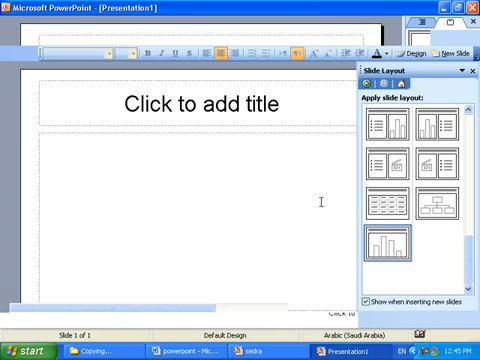 Microsoft PowerPoint - [Presentation1]
B I U S
A Design New Slide
Slide Layout
Apply slide layout:
Click to add title
Click to
Show when inserting new slides
Slide 1 of 1 Default Design Arabic (Saudi Arabia)
start Copying... powerpoint - Mic... sedra Presentation1 EN 12:45 PM